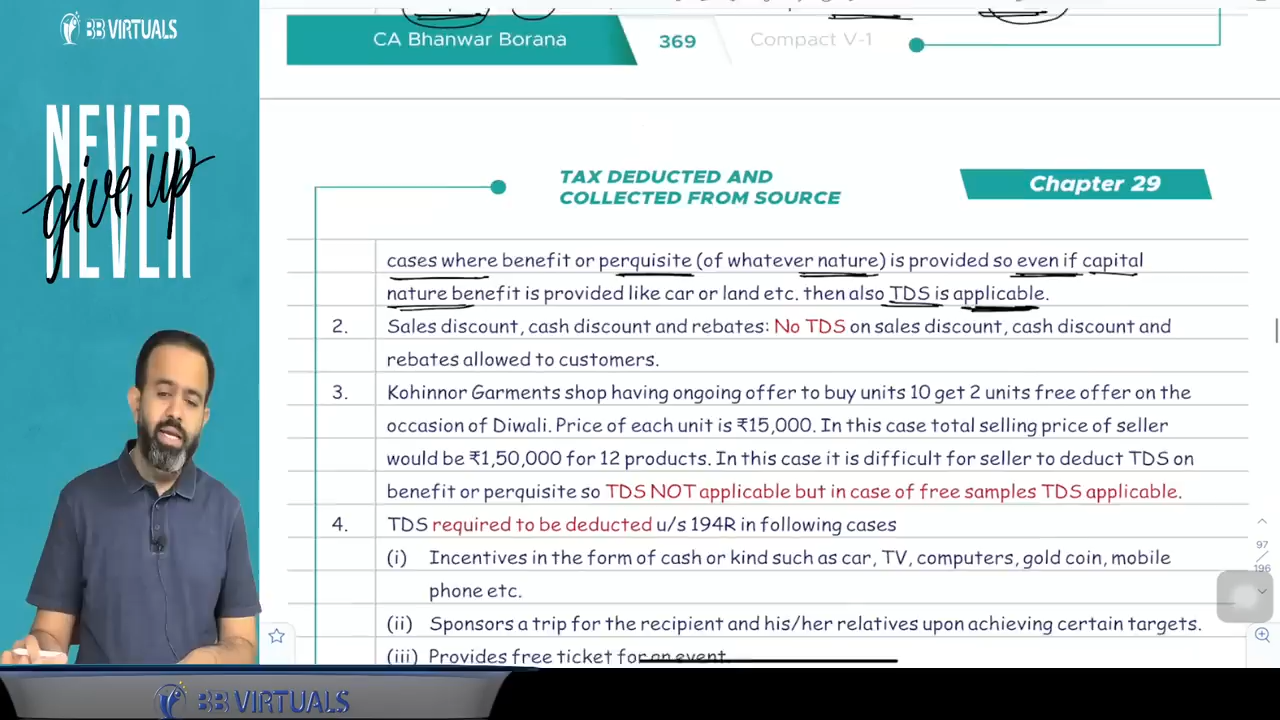 BB VIRTUALS
CA Bhanwar Borana
369
Compact V-1
NEVER
give up
NEVER
TAX DEDUCTED AND
COLLECTED FROM SOURCE
Chapter 29
cases where benefit or perquisite (of whatever nature) is provided so even if capital
nature benefit is provided like car or land etc. then also TDS is applicable.
2. Sales discount, cash discount and rebates: No TDS on sales discount, cash discount and
rebates allowed to customers.
3. Kohinnor Garments shop having ongoing offer to buy units 10 get 2 units free offer on the
occasion of Diwali. Price of each unit is ₹15,000. In this case total selling price of seller
would be ₹1,50,000 for 12 products. In this case it is difficult for seller to deduct TDS on
benefit or perquisite so TDS NOT applicable but in case of free samples TDS applicable.
4. TDS required to be deducted u/s 194R in following cases
(i) Incentives in the form of cash or kind such as car, TV, computers, gold coin, mobile
phone etc.
(ii) Sponsors a trip for the recipient and his/her relatives upon achieving certain targets.
(iii) Provides free ticket for an event.
97
196
BB VIRTUALS